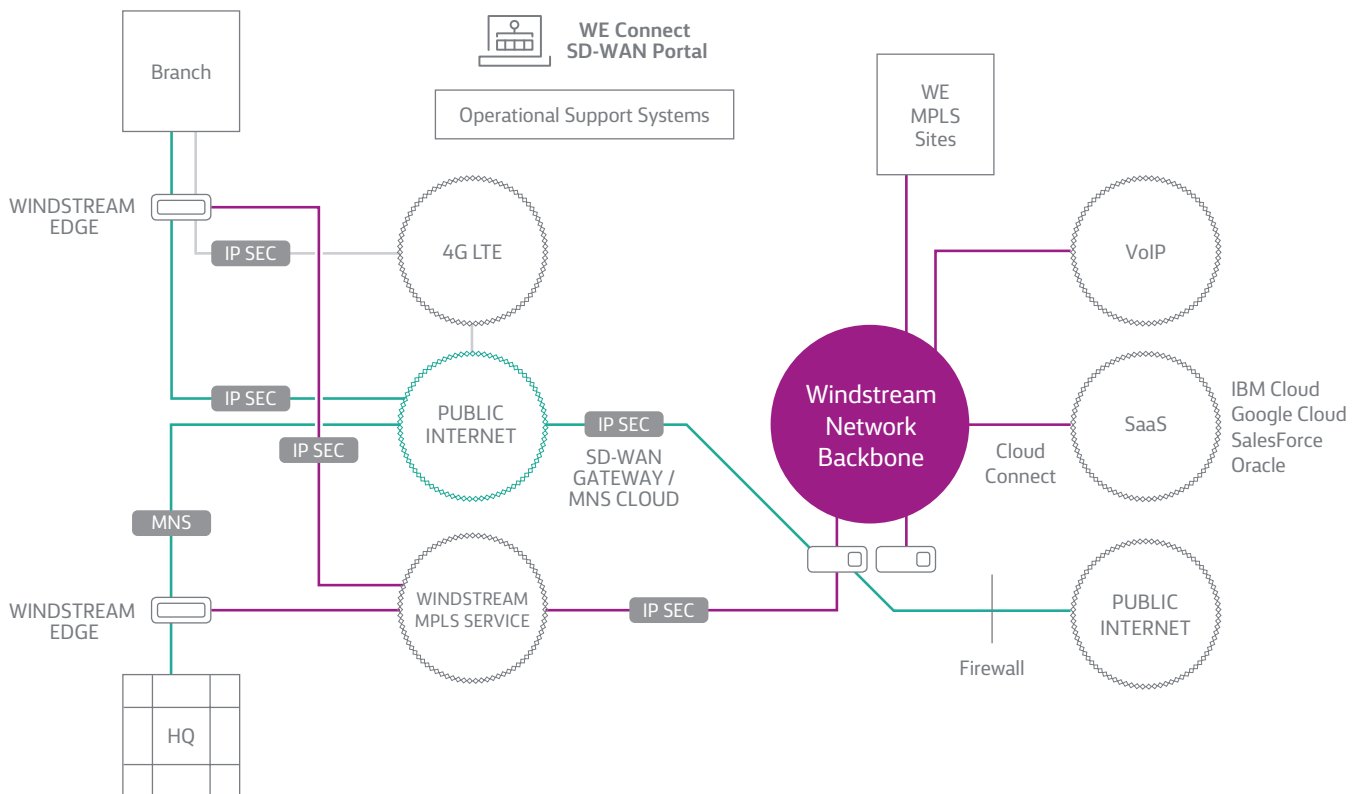 WE Connect
SD-WAN Portal
Branch
Operational Support Systems
WE
MPLS
Sites
WINDSTREAM
EDGE
IP SEC
4G LTE
VoIP
IP SEC
PUBLIC
INTERNET
IP SEC
IP SEC
SD-WAN
GATEWAY /
MNS CLOUD
Windstream
Network
Backbone
Cloud
Connect
SaaS
IBM Cloud
Google Cloud
SalesForce
Oracle
MNS
WINDSTREAM
EDGE
WINDSTREAM
MPLS SERVICE
IP SEC
Firewall
PUBLIC
INTERNET
HQ